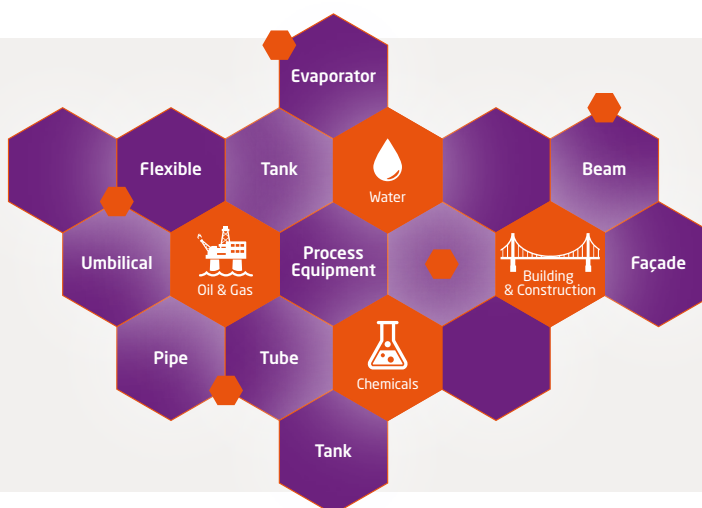 Evaporator
Flexible
Tank
Water
Beam
Umbilical
Oil & Gas
Process
Equipment
Building
& Construction
Façade
Pipe
Tube
Chemicals
Tank